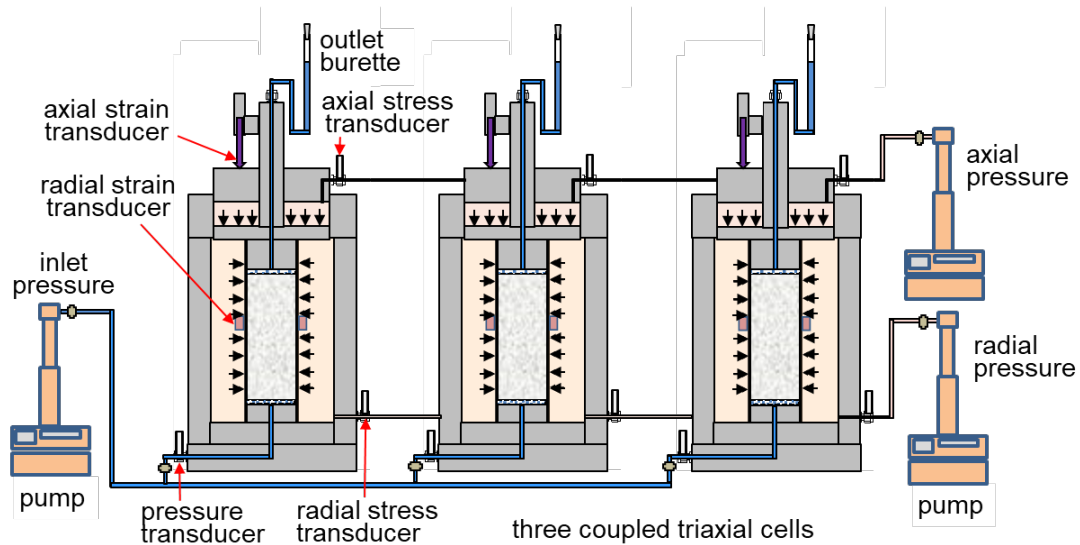 outlet
burette
axial strain
transducer
axial stress
transducer
radial strain
transducer
axial
pressure
inlet
pressure
radial
pressure
pump
pressure
transducer
radial stress
transducer
three coupled triaxial cells
pump